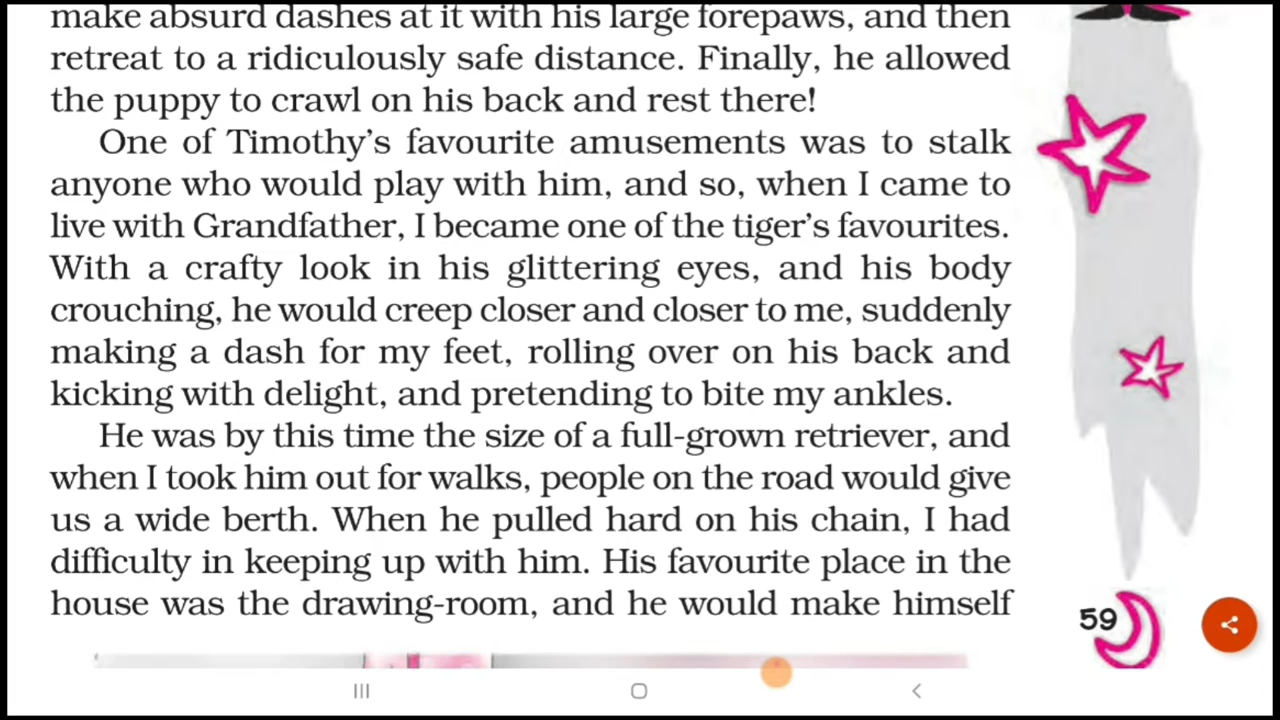 make absurd dashes at it with his large forepaws, and then
retreat to a ridiculously safe distance. Finally, he allowed
the puppy to crawl on his back and rest there!
One of Timothy's favourite amusements was to stalk
anyone who would play with him, and so, when I came to
live with Grandfather, I became one of the tiger's favourites.
With a crafty look in his glittering eyes, and his body
crouching, he would creep closer and closer to me, suddenly
making a dash for my feet, rolling over on his back and
kicking with delight, and pretending to bite my ankles.
He was by this time the size of a full-grown retriever, and
when I took him out for walks, people on the road would give
us a wide berth. When he pulled hard on his chain, I had
difficulty in keeping up with him. His favourite place in the
house was the drawing-room, and he would make himself
59